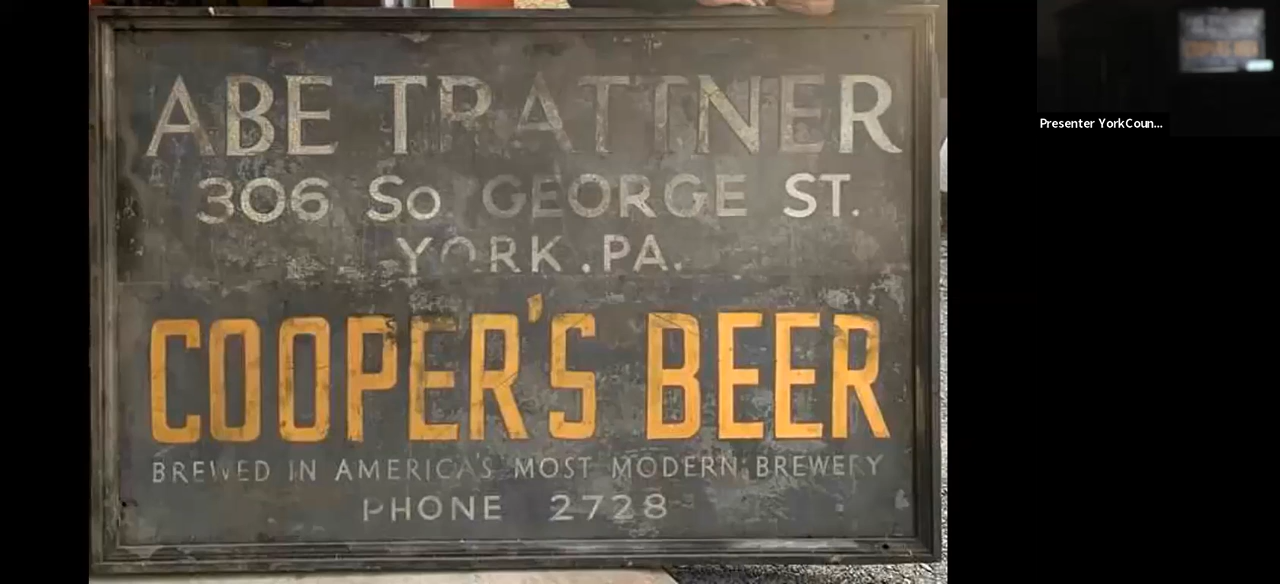 ABE TRATTNER
306 So. GEORGE ST.
YORK.PA.
COOPER'S BEER
BREWED IN AMERICA'S MOST MODERN BREWERY
PHONE 2728
Presenter YorkCoun...